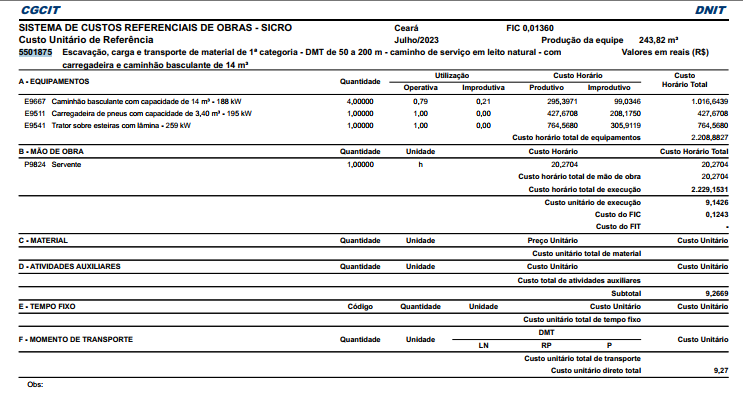 CGCIT DNIT
SISTEMA DE CUSTOS REFERENCIAIS DE OBRAS - SICRO Ceará FIC 0,01360
Custo Unitário de Referência Julho/2023 Produção da equipe 243,82 m³
5501875 Escavação, carga e transporte de material de 1ª categoria - DMT de 50 a 200 m - caminho de serviço em leito natural - com Valores em reais (R$)
carregadeira e caminhão basculante de 14 m³
A - EQUIPAMENTOS Quantidade Utilização Custo Horário Custo
Operativa Improdutiva Produtivo Improdutivo Horário Total
E9667 Caminhão basculante com capacidade de 14 m³ - 188 kW 4,00000 0,79 0,21 295,3971 99,0346 1.016,6439
E9511 Carregadeira de pneus com capacidade de 3,40 m³ - 195 kW 1,00000 1,00 0,00 427,6708 208,1750 427,6708
E9541 Trator sobre esteiras com lâmina - 259 kW 1,00000 1,00 0,00 764,5680 305,9119 764,5680
Custo horário total de equipamentos 2.208,8827
B - MÃO DE OBRA Quantidade Unidade Custo Horário Custo Horário Total
P9824 Servente 1,00000 h 20,2704 20,2704
Custo horário total de mão de obra 20,2704
Custo horário total de execução 2.229,1531
Custo unitário de execução 9,1426
Custo do FIC 0,1243
Custo do FIT -
C - MATERIAL Quantidade Unidade Preço Unitário Custo Unitário
Custo unitário total de material
D - ATIVIDADES AUXILIARES Quantidade Unidade Custo Unitário Custo Unitário
Custo total de atividades auxiliares
Subtotal 9,2669
E - TEMPO FIXO Código Quantidade Unidade Custo Unitário Custo Unitário
Custo unitário total de tempo fixo
F - MOMENTO DE TRANSPORTE Quantidade Unidade DMT Custo Unitário
LN RP P
Custo unitário total de transporte
Custo unitário direto total 9,27
Obs: